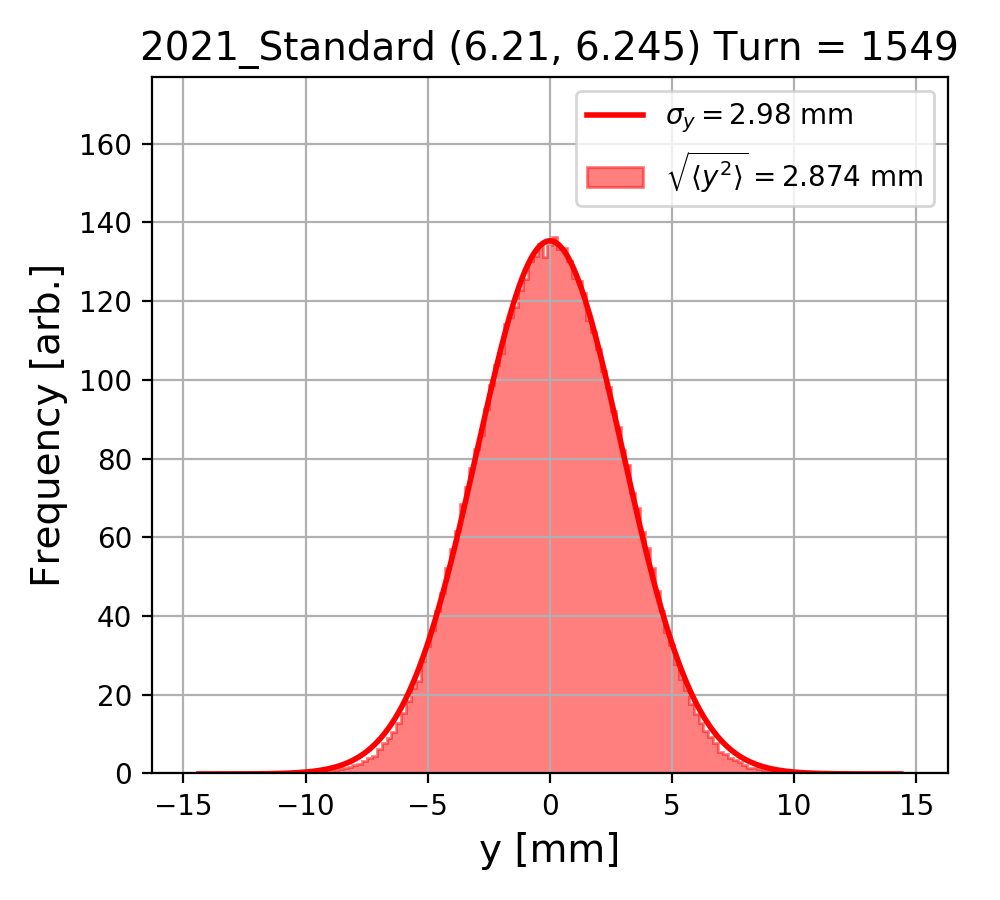 2021_Standard (6.21, 6.245) Turn = 1549
σ_y = 2.98 mm
√⟨y²⟩ = 2.874 mm
Frequency [arb.]
160
140
120
100
80
60
40
20
0
−15 −10 −5 0 5 10 15
y [mm]